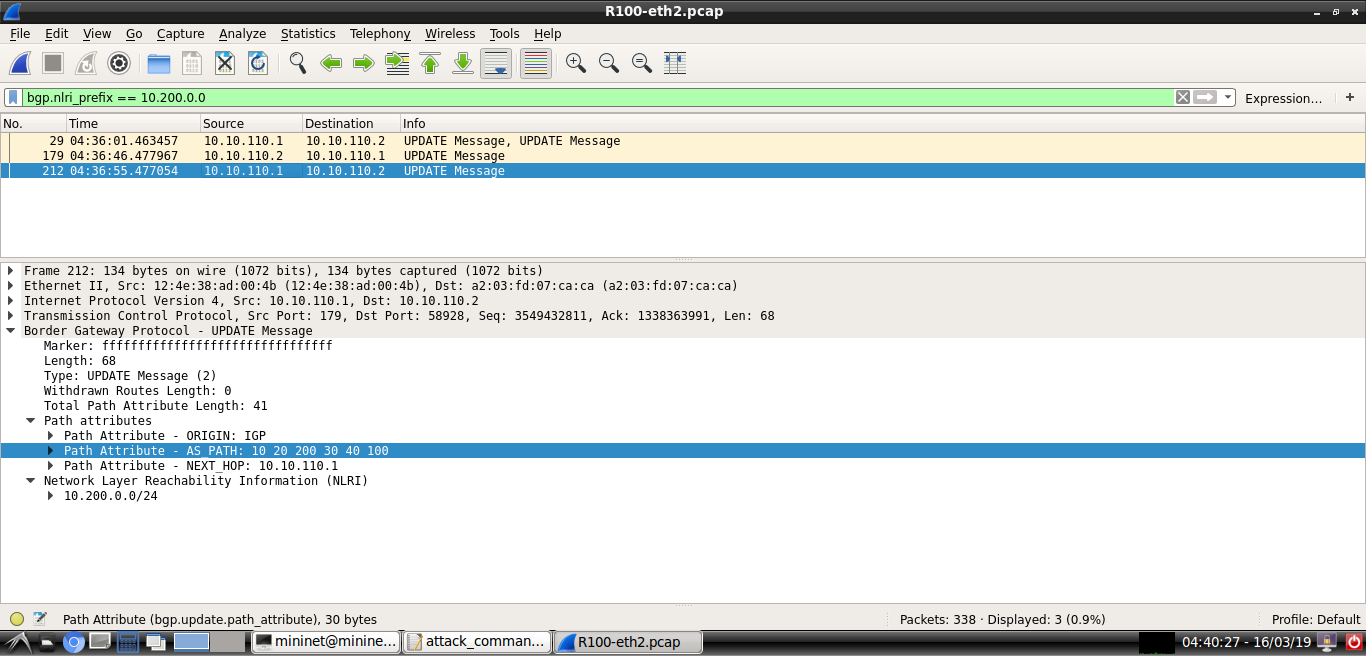 R100-eth2.pcap
File Edit View Go Capture Analyze Statistics Telephony Wireless Tools Help
bgp.nlri_prefix == 10.200.0.0 Expression… +
No. Time Source Destination Info
29 04:36:01.463457 10.10.110.1 10.10.110.2 UPDATE Message, UPDATE Message
179 04:36:46.477967 10.10.110.2 10.10.110.1 UPDATE Message
212 04:36:55.477054 10.10.110.1 10.10.110.2 UPDATE Message
Frame 212: 134 bytes on wire (1072 bits), 134 bytes captured (1072 bits)
Ethernet II, Src: 12:4e:38:ad:00:4b (12:4e:38:ad:00:4b), Dst: a2:03:fd:07:ca:ca (a2:03:fd:07:ca:ca)
Internet Protocol Version 4, Src: 10.10.110.1, Dst: 10.10.110.2
Transmission Control Protocol, Src Port: 179, Dst Port: 58928, Seq: 3549432811, Ack: 1338363991, Len: 68
Border Gateway Protocol - UPDATE Message
Marker: ffffffffffffffffffffffffffffffff
Length: 68
Type: UPDATE Message (2)
Withdrawn Routes Length: 0
Total Path Attribute Length: 41
Path attributes
Path Attribute - ORIGIN: IGP
Path Attribute - AS_PATH: 10 20 200 30 40 100
Path Attribute - NEXT_HOP: 10.10.110.1
Network Layer Reachability Information (NLRI)
10.200.0.0/24
Path Attribute (bgp.update.path_attribute), 30 bytes Packets: 338 · Displayed: 3 (0.9%) Profile: Default
mininet@minine... attack_comman... R100-eth2.pcap 04:40:27 - 16/03/19